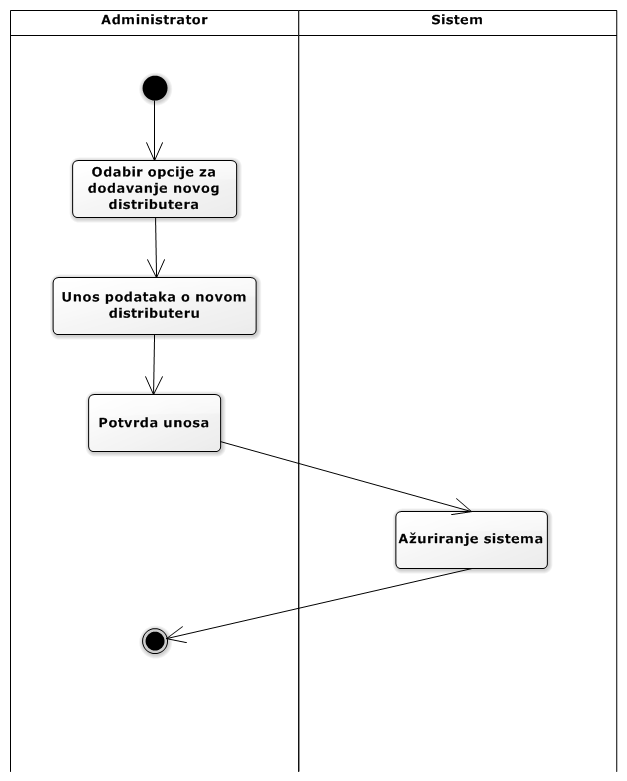 Administrator
Sistem
Odabir opcije za
dodavanje novog
distributera
Unos podataka o novom
distributeru
Potvrda unosa
Ažuriranje sistema